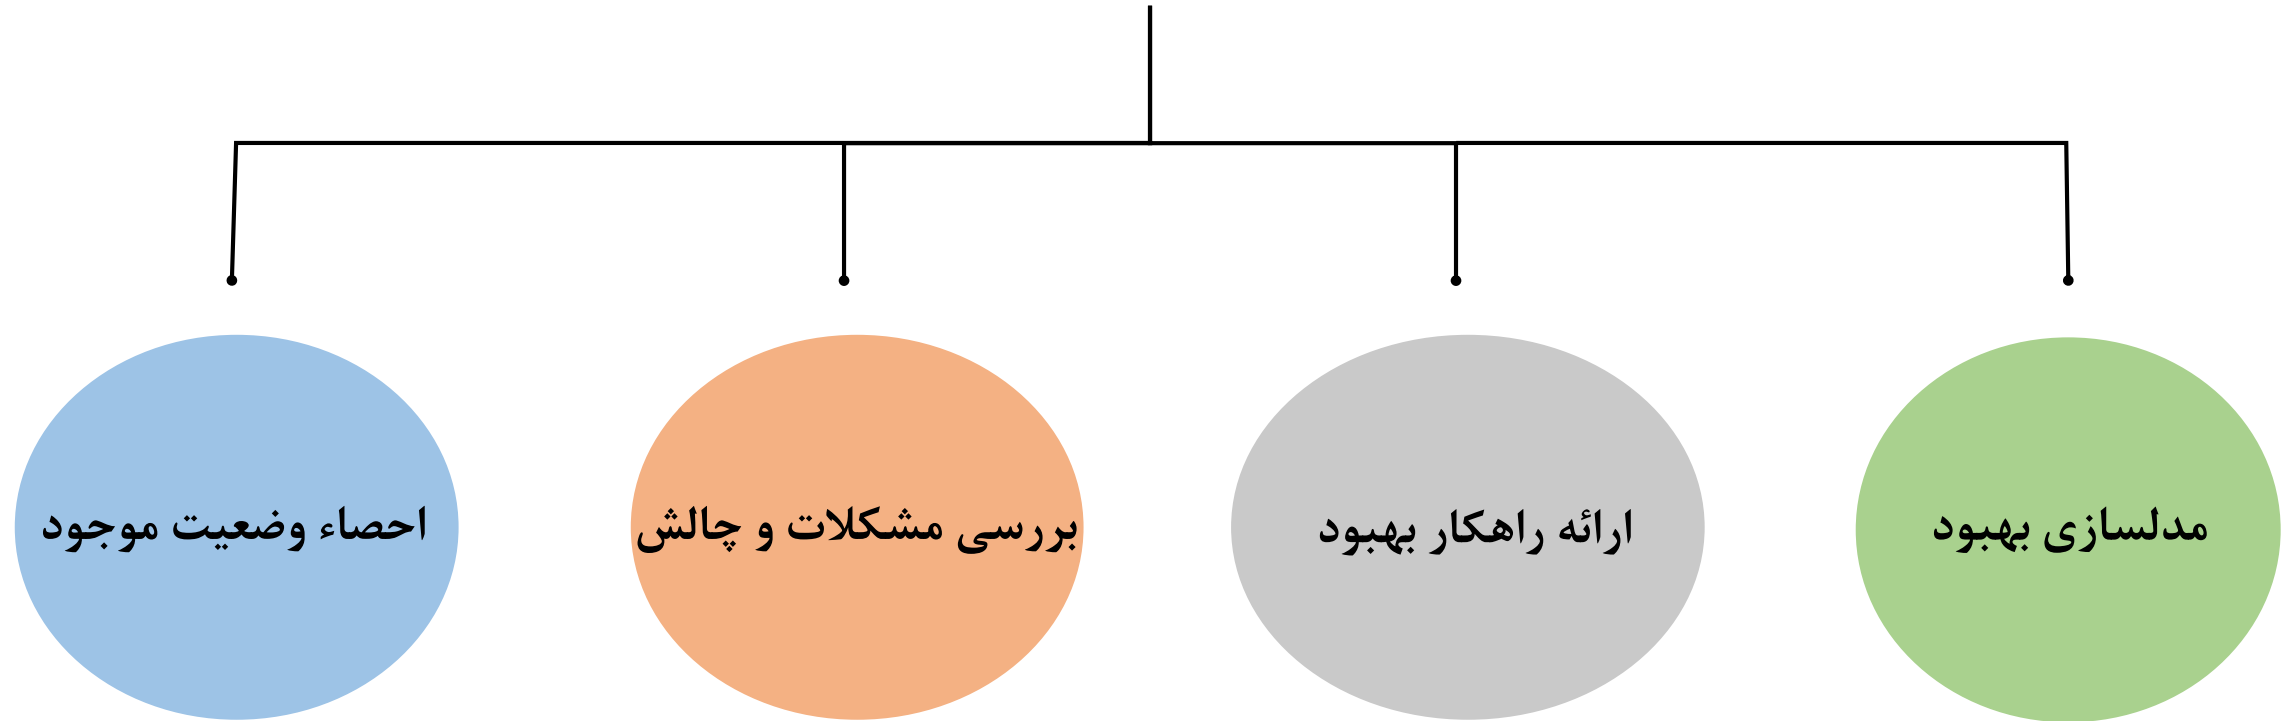 احصاء وضعیت موجود
بررسی مشکلات و چالش
ارائه راهکار بهبود
مدلسازی بهبود